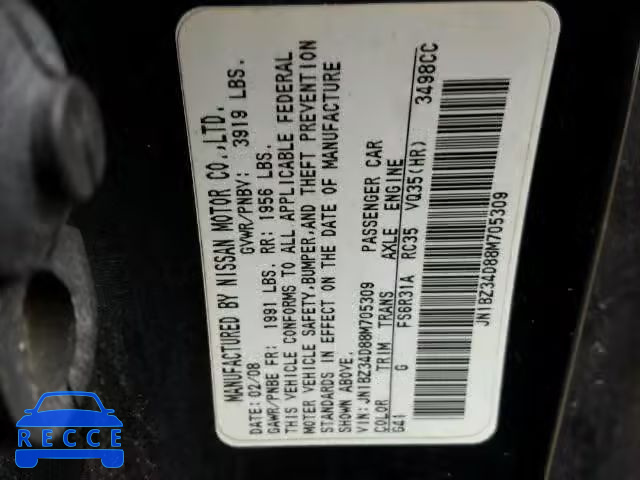 MANUFACTURED BY NISSAN MOTOR CO.,LTD.
DATE: 02/08 GVWR/PNBV: 3919 LBS.
GAWR/PNBE FR: 1991 LBS. RR: 1956 LBS.
THIS VEHICLE CONFORMS TO ALL APPLICABLE FEDERAL
MOTER VEHICLE SAFETY,BUMPER,AND THEFT PREVENTION
STANDARDS IN EFFECT ON THE DATE OF MANUFACTURE
SHOWN ABOVE.
VIN: JN1BZ34D88M705309 PASSENGER CAR
COLOR TRIM TRANS AXLE ENGINE
G41 G FS6R31A RC35 VQ35(HR) 3498CC
JN1BZ34D88M705309
RECCE